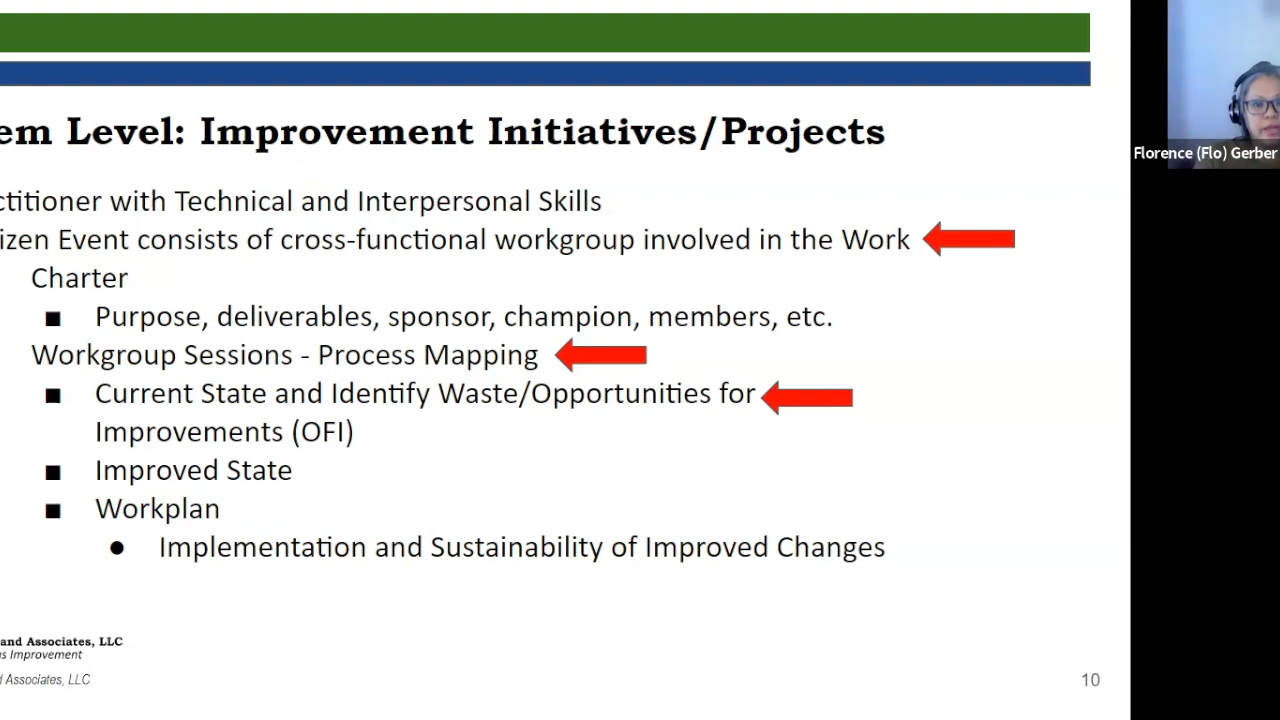 em Level: Improvement Initiatives/Projects
ctitioner with Technical and Interpersonal Skills
izen Event consists of cross-functional workgroup involved in the Work
Charter
■ Purpose, deliverables, sponsor, champion, members, etc.
Workgroup Sessions - Process Mapping
■ Current State and Identify Waste/Opportunities for
Improvements (OFI)
■ Improved State
■ Workplan
● Implementation and Sustainability of Improved Changes
and Associates, LLC
s Improvement
d Associates, LLC
10
Florence (Flo) Gerber